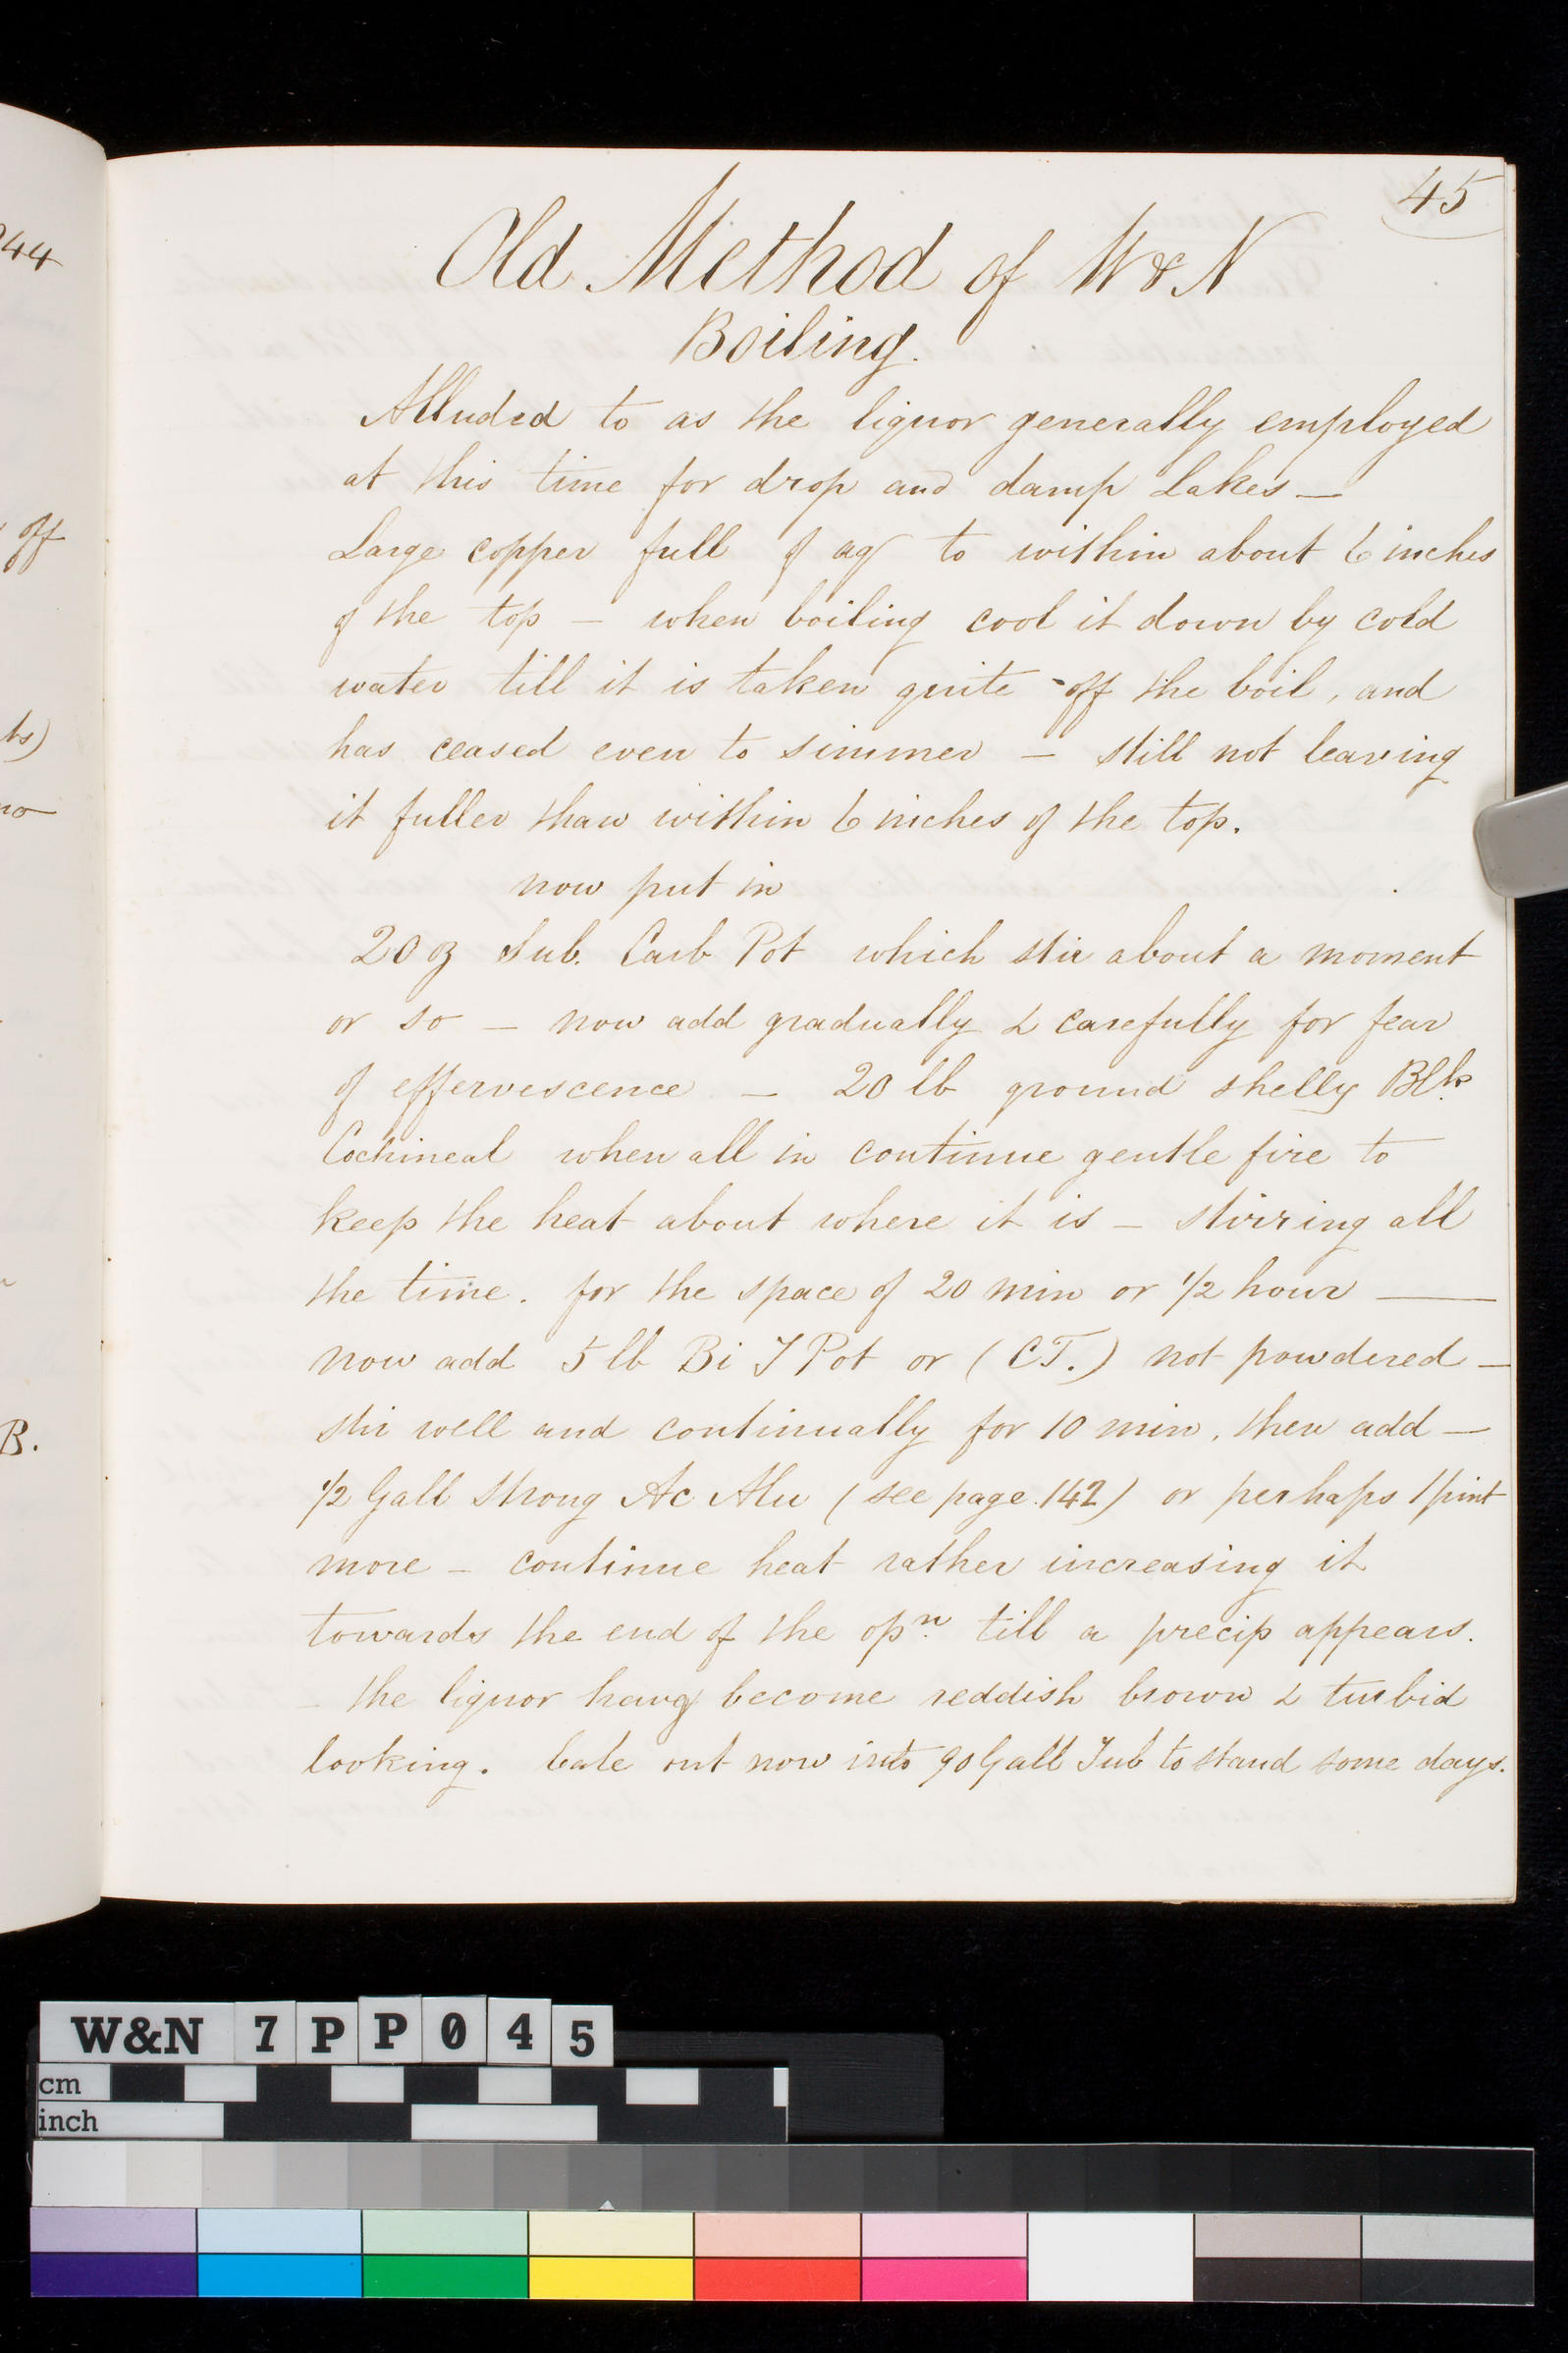 44
off
ts)
no
B.
45
Old Method of W & N
Boiling.
Alluded to as the liquor generally employed
at this time for drop and damp Lakes —
Large copper full of aq to within about 6 inches
of the top — when boiling cool it down by cold
water till it is taken quite off the boil, and
has ceased even to simmer — still not leaving
it fuller than within 6 inches of the top.
now put in
20 oz Sub. Carb Pot which stir about a moment
or so — now add gradually & carefully for fear
of effervescence — 20 lb ground shelly Blk
Cochineal when all in continue gentle fire to
keep the heat about where it is — stirring all
the time. for the space of 20 min or 1/2 hour —
now add 5 lb Bi T Pot or (CT.) not powdered —
stir well and continually for 10 min, then add —
1/2 Gall Strong Ac Alu (see page 142) or perhaps 1 pint
more — continue heat rather increasing it
towards the end of the opn. till a precip appears.
— the liquor havg become reddish brown & turbid
looking. bale out now into 90 Gall Tub to stand some days.
W&N 7PP045
cm
inch